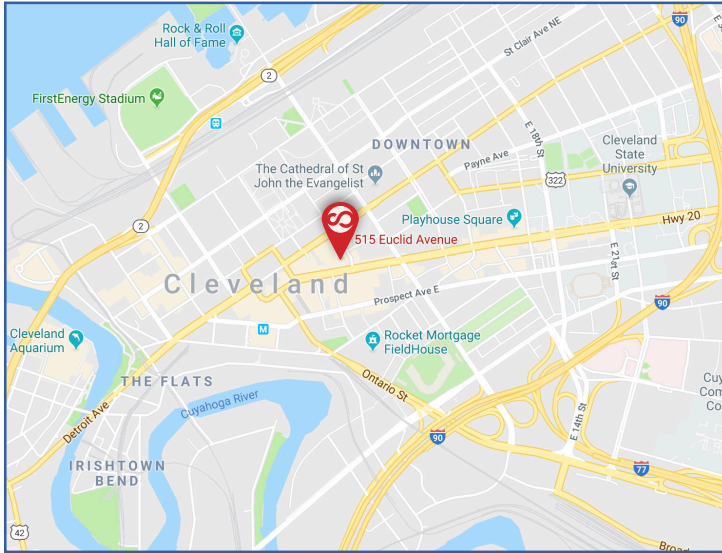 Rock & Roll
Hall of Fame
90
St Clair Ave NE
2
FirstEnergy Stadium
E 18th St
DOWNTOWN
Cleveland
State
University
Payne Ave
The Cathedral of St
John the Evangelist
322
Playhouse Square
Hwy 20
2
515 Euclid Avenue
E 21st St
Cleveland
Prospect Ave E
90
M
Cleveland
Aquarium
Rocket Mortgage
FieldHouse
THE FLATS
Ontario St
Cuyahoga River
Detroit Ave
E 14th St
90
IRISHTOWN
BEND
77
42